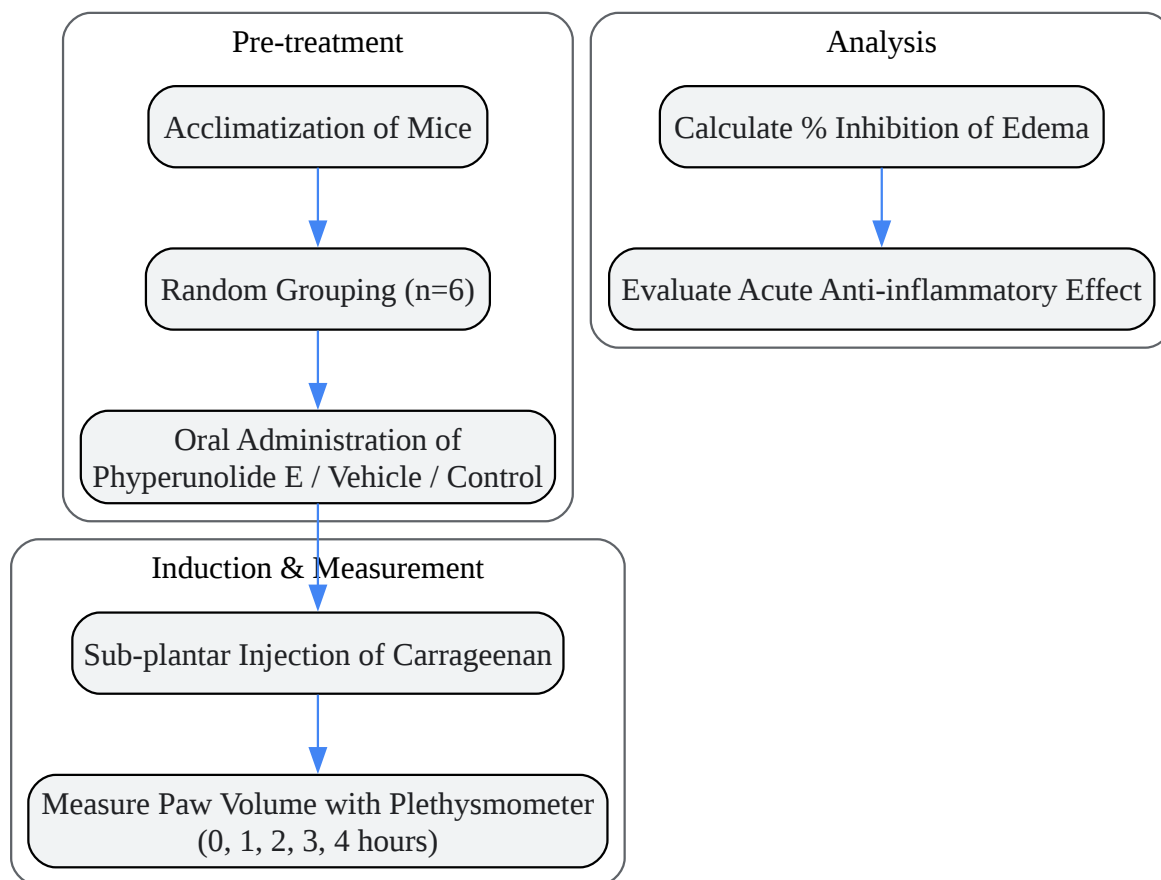 Pre-treatment
Acclimatization of Mice
Random Grouping (n=6)
Oral Administration of
Phyperunolide E / Vehicle / Control
Induction & Measurement
Sub-plantar Injection of Carrageenan
Measure Paw Volume with Plethysmometer
(0, 1, 2, 3, 4 hours)
Analysis
Calculate % Inhibition of Edema
Evaluate Acute Anti-inflammatory Effect